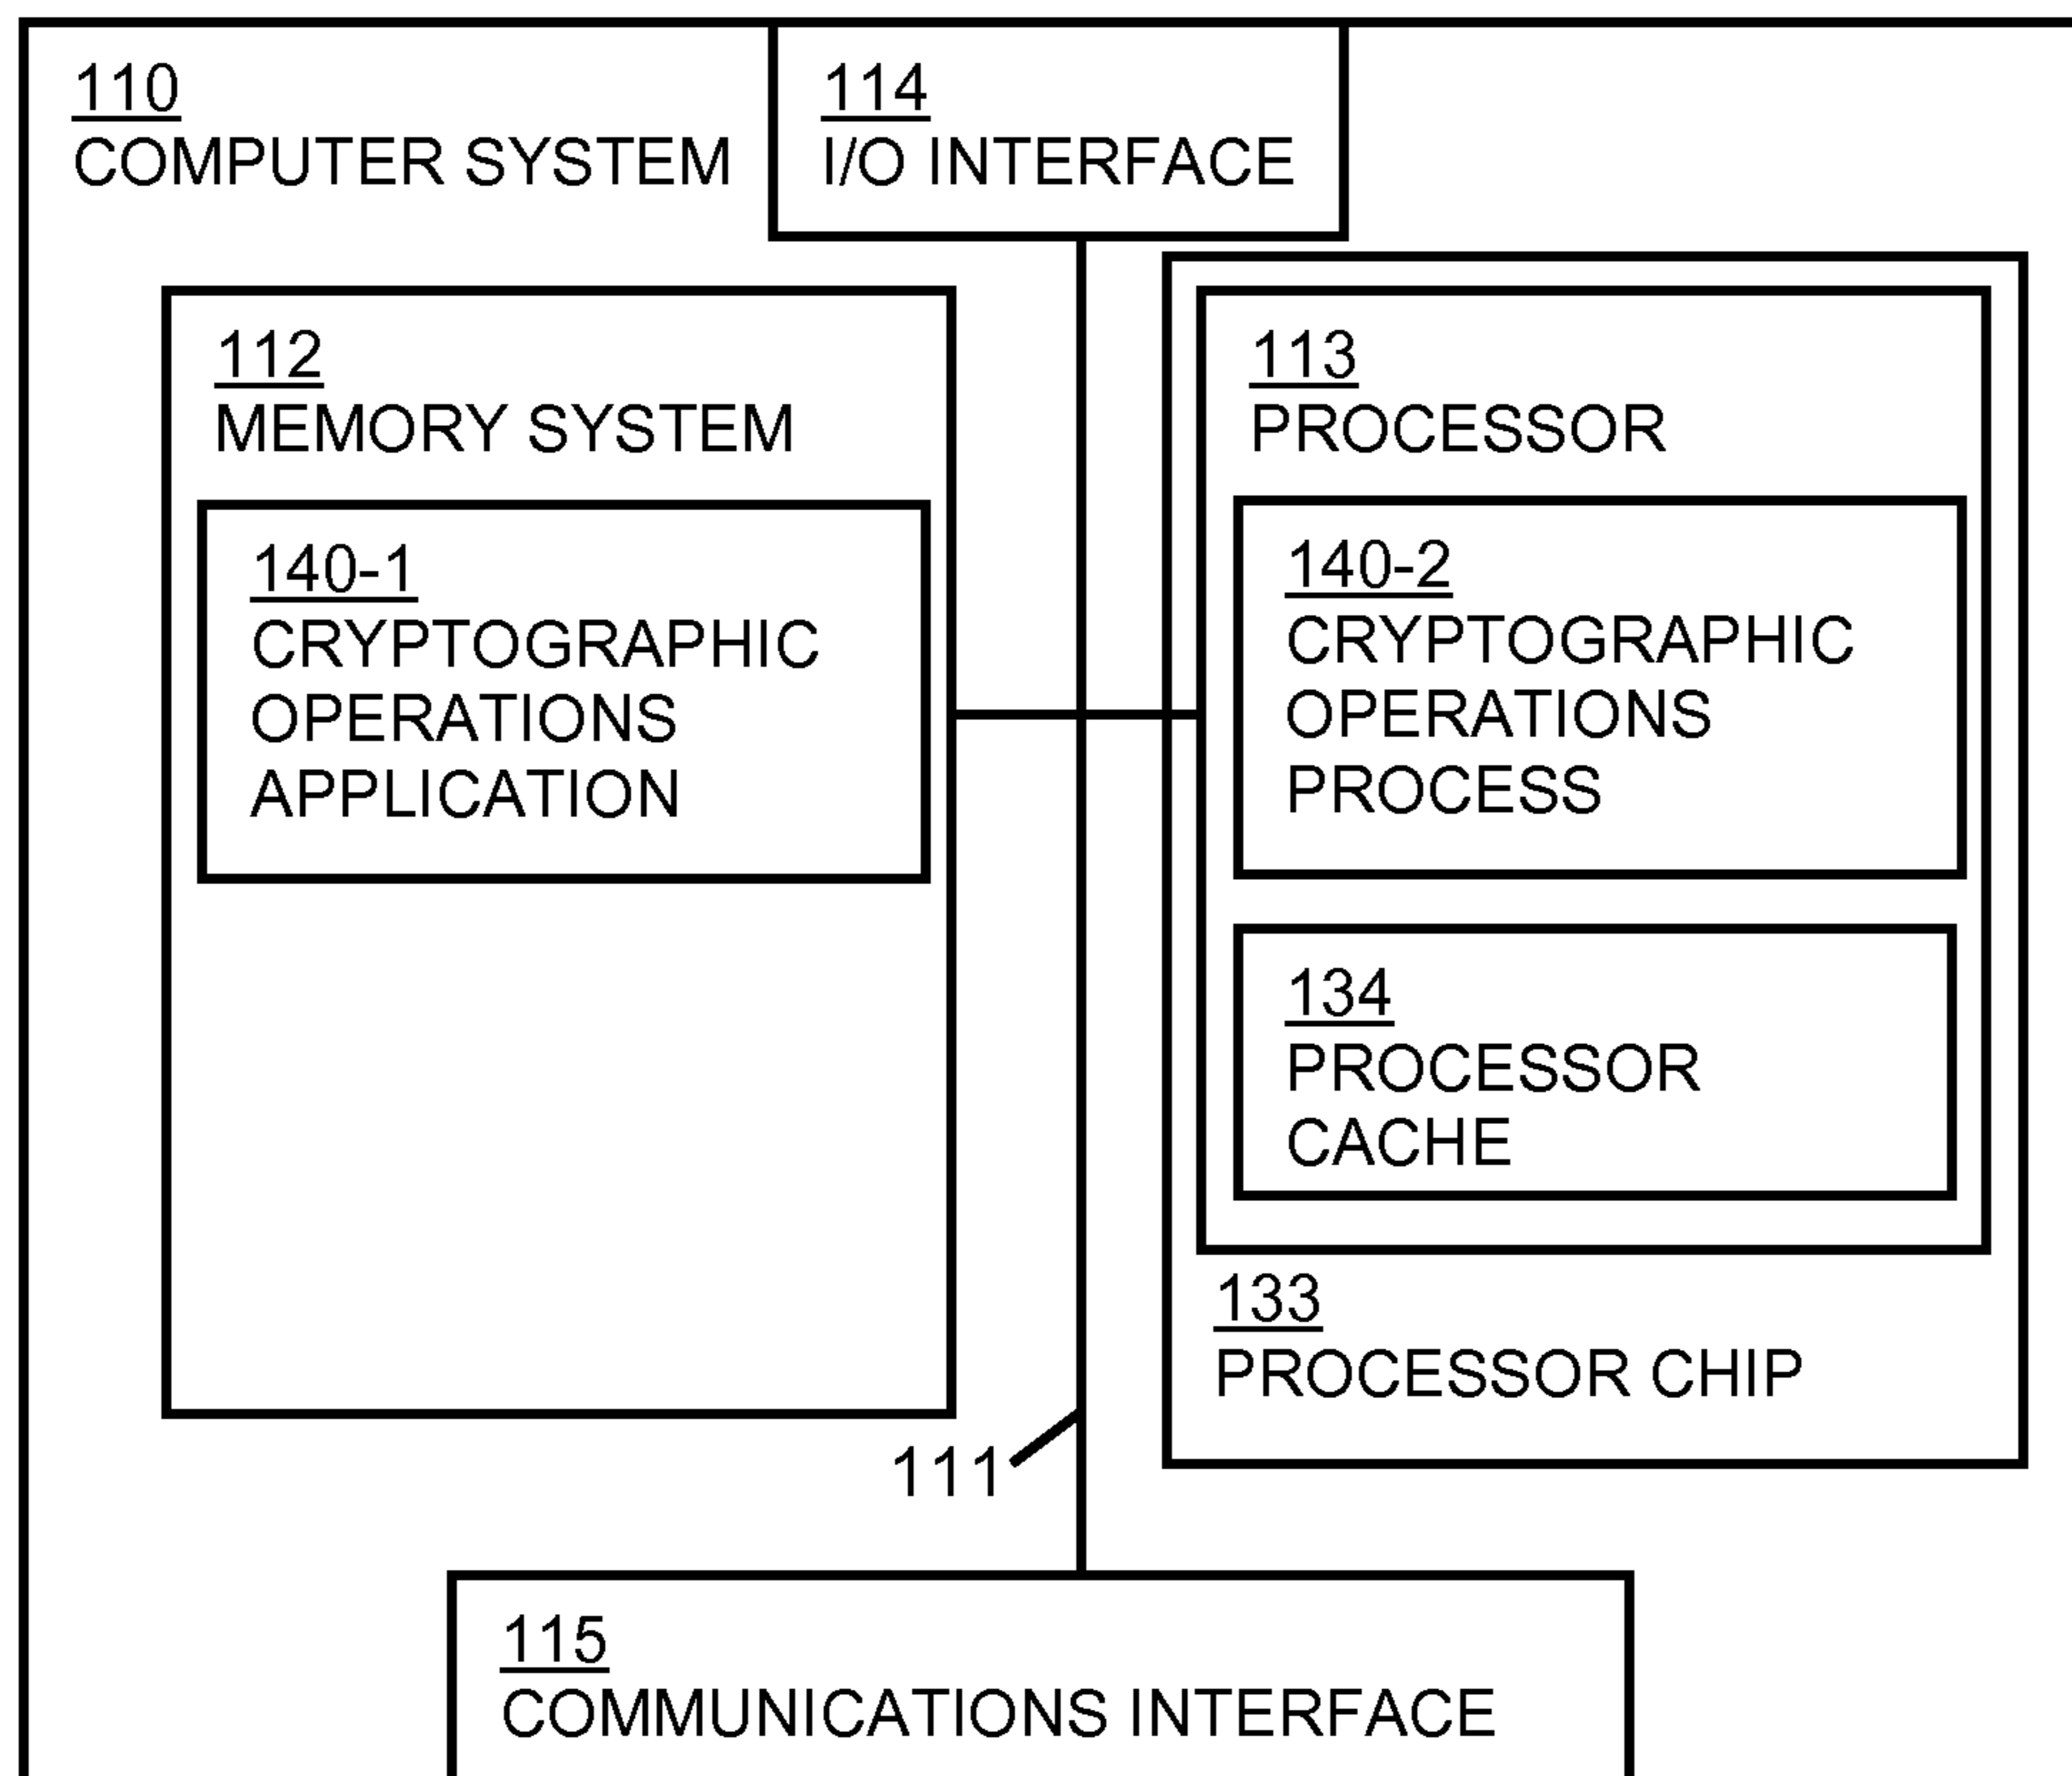 110
COMPUTER SYSTEM
114
I/O INTERFACE
112
MEMORY SYSTEM
140-1
CRYPTOGRAPHIC
OPERATIONS
APPLICATION
113
PROCESSOR
140-2
CRYPTOGRAPHIC
OPERATIONS
PROCESS
134
PROCESSOR
CACHE
133
PROCESSOR CHIP
111
115
COMMUNICATIONS INTERFACE